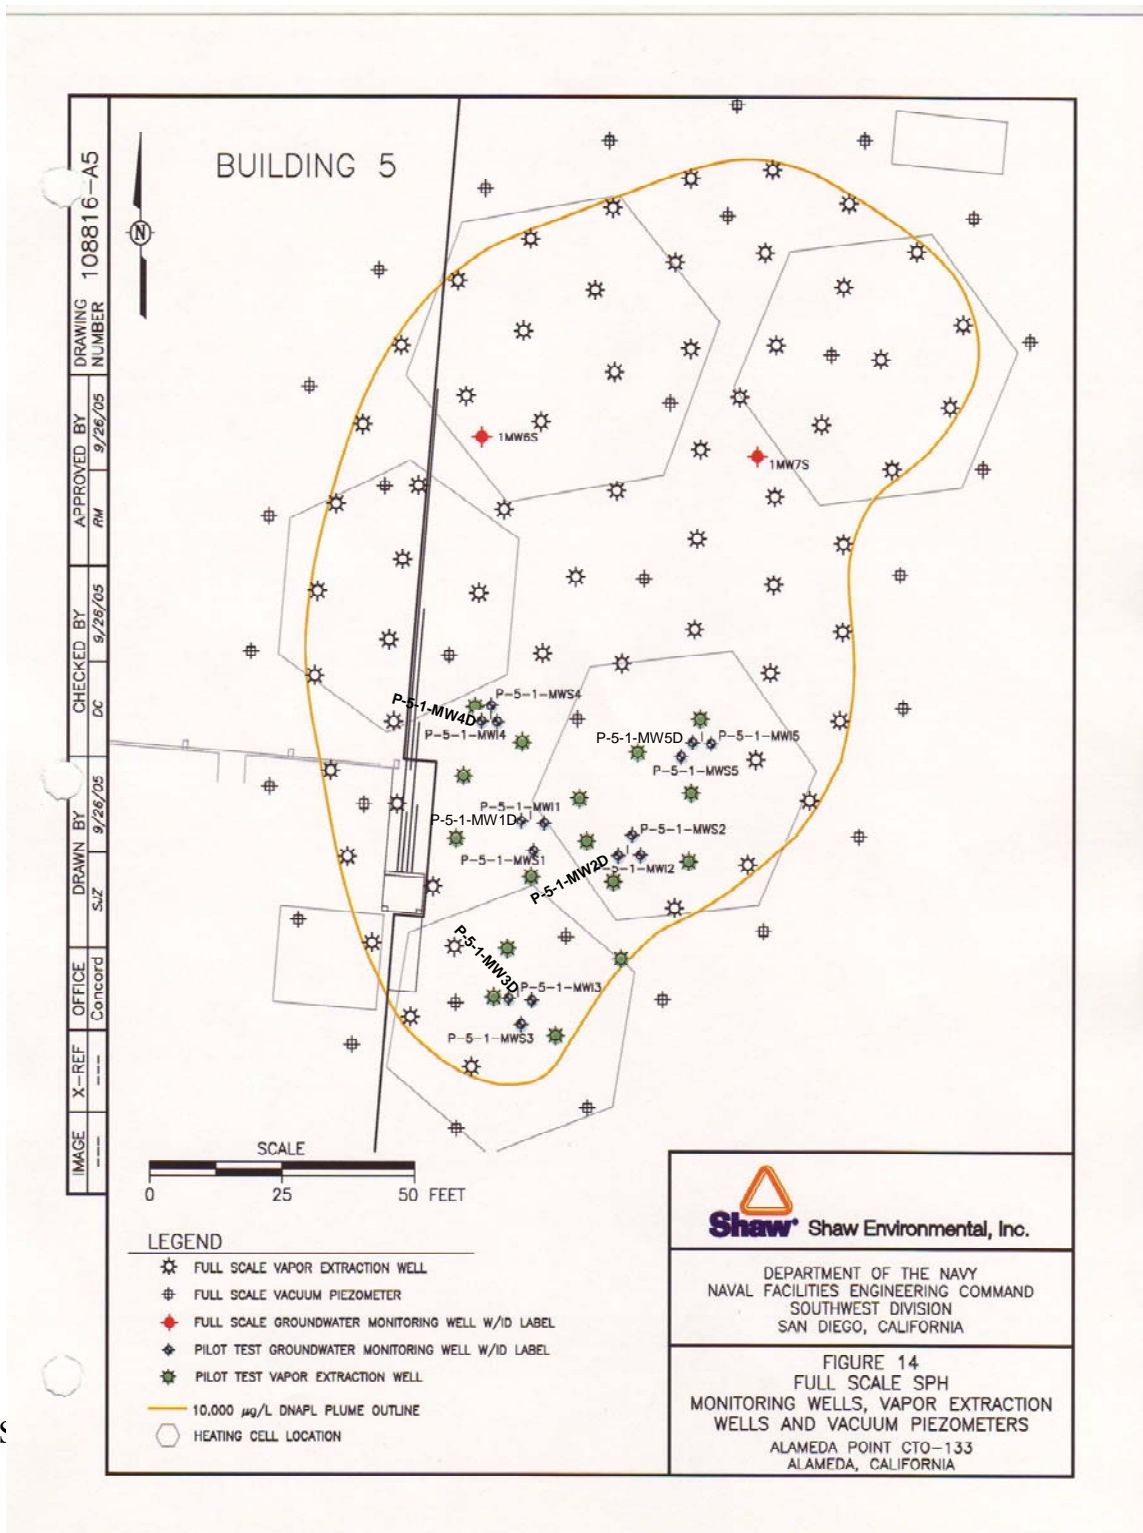 BUILDING 5
N
DRAWING NUMBER 108816-A5
APPROVED BY
RM 9/26/05
CHECKED BY
DC 9/26/05
DRAWN BY
SJZ 9/26/05
OFFICE
Concord
X-REF
---
IMAGE
---
1MW6S
1MW7S
P-5-1-MWS4
P-5-1-MW4D
P-5-1-MWI4
P-5-1-MW5D
P-5-1-MWI5
P-5-1-MWS5
P-5-1-MWI1
P-5-1-MW1D
P-5-1-MWS1
P-5-1-MWS2
P-5-1-MWI2
P-5-1-MW2D
P-5-1-MW3D
P-5-1-MWI3
P-5-1-MWS3
SCALE
0 25 50 FEET
LEGEND
FULL SCALE VAPOR EXTRACTION WELL
FULL SCALE VACUUM PIEZOMETER
FULL SCALE GROUNDWATER MONITORING WELL W/ID LABEL
PILOT TEST GROUNDWATER MONITORING WELL W/ID LABEL
PILOT TEST VAPOR EXTRACTION WELL
10,000 µg/L DNAPL PLUME OUTLINE
HEATING CELL LOCATION
Shaw® Shaw Environmental, Inc.
DEPARTMENT OF THE NAVY
NAVAL FACILITIES ENGINEERING COMMAND
SOUTHWEST DIVISION
SAN DIEGO, CALIFORNIA
FIGURE 14
FULL SCALE SPH
MONITORING WELLS, VAPOR EXTRACTION
WELLS AND VACUUM PIEZOMETERS
ALAMEDA POINT CTO-133
ALAMEDA, CALIFORNIA